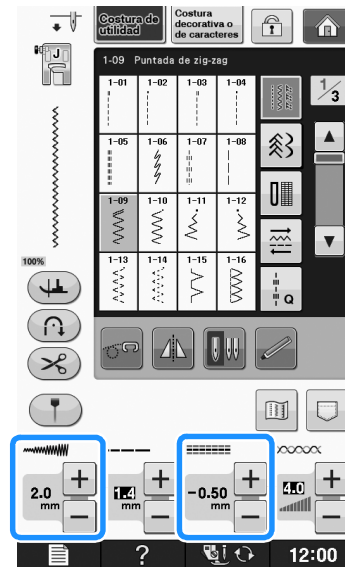 Costura de utilidad
Costura decorativa o de caracteres
J
1-09 Puntada de zig-zag
1/3
1-01 1-02 1-03 1-04
1-05 1-06 1-07 1-08
1-09 1-10 1-11 1-12
1-13 1-14 1-15 1-16
Q
100%
2.0 mm + −
1.4 mm + −
-0.50 mm + −
4.0 + −
? 12:00